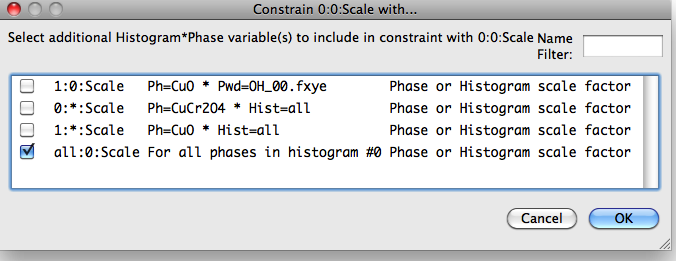 Constrain 0:0:Scale with...
Select additional Histogram*Phase variable(s) to include in constraint with 0:0:Scale Name
Filter:
1:0:Scale Ph=CuO * Pwd=OH_00.fxye Phase or Histogram scale factor
0:*:Scale Ph=CuCr2O4 * Hist=all Phase or Histogram scale factor
1:*:Scale Ph=CuO * Hist=all Phase or Histogram scale factor
all:0:Scale For all phases in histogram #0 Phase or Histogram scale factor
Cancel OK